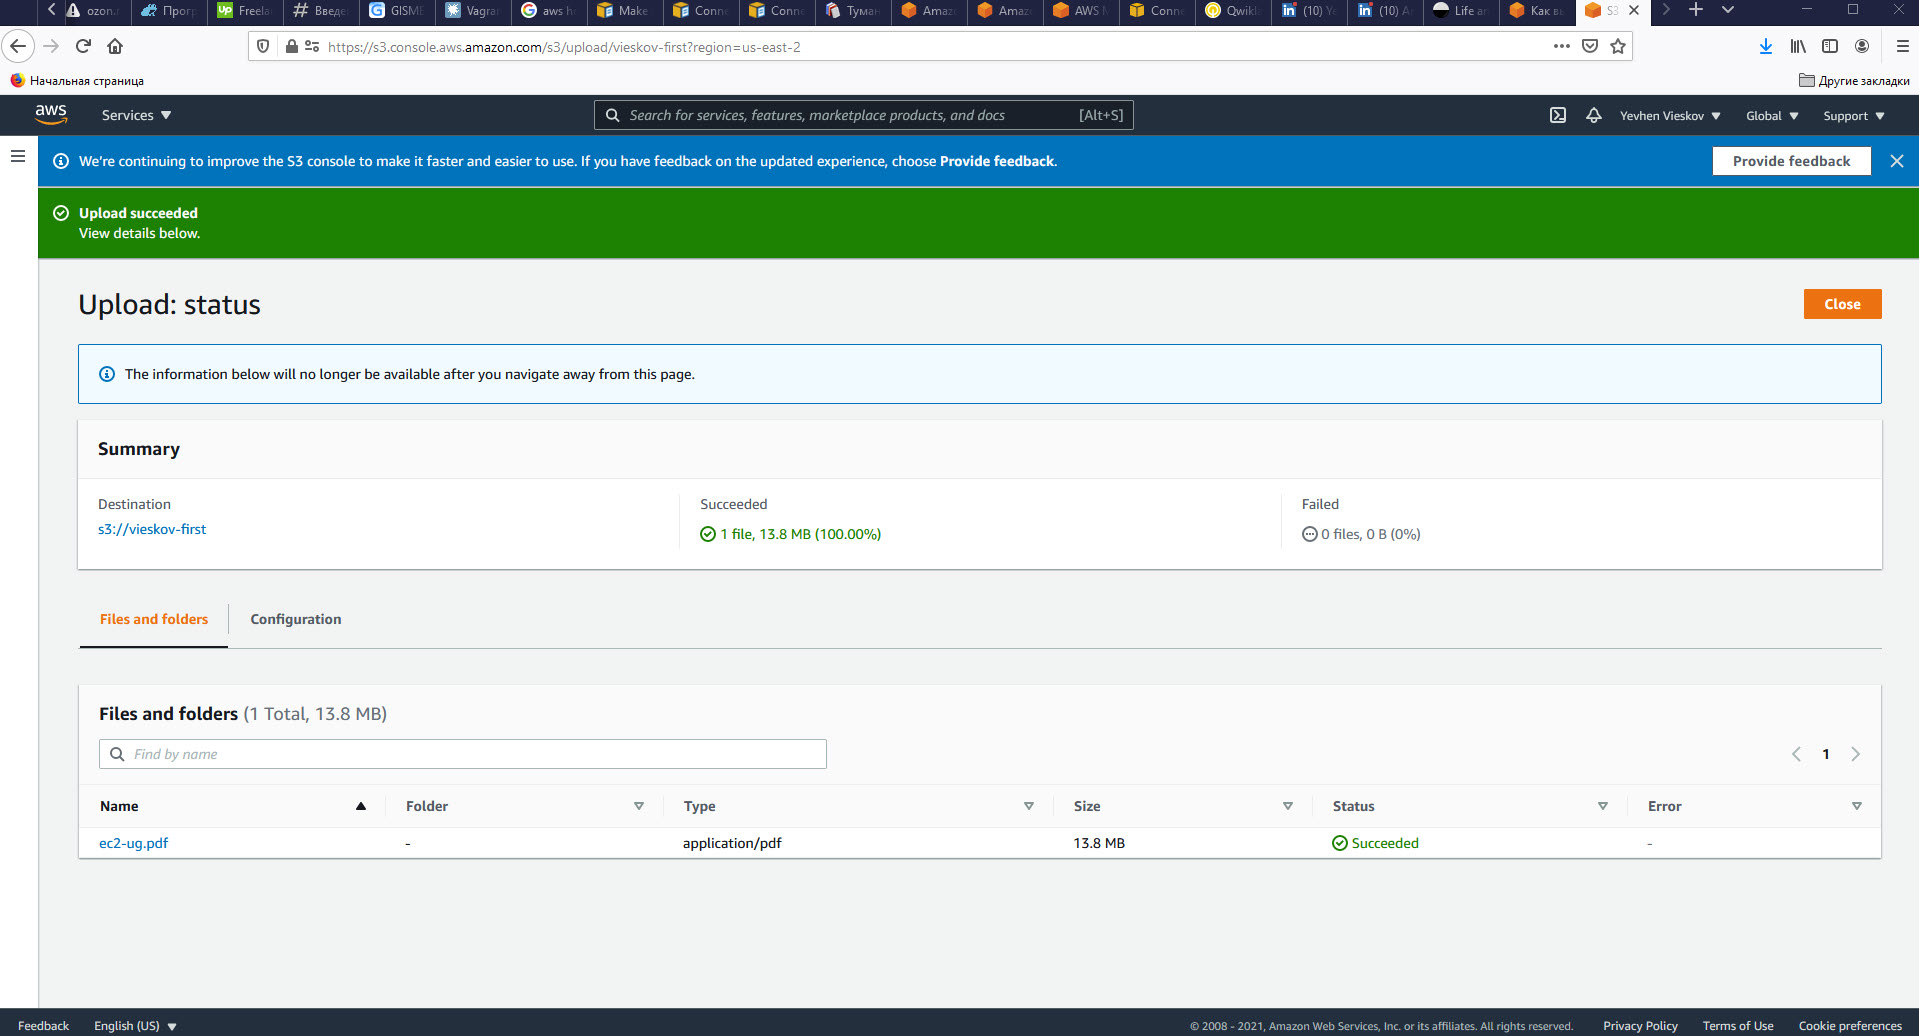 ozon.r Прогр Freela Введе GISME Vagra aws h Make Conne Conne Туман Amaz Amaz AWS M Conne Qwikl (10) Ye (10) A Life an Как вы S3
https://s3.console.aws.amazon.com/s3/upload/vieskov-first?region=us-east-2
Начальная страница
Другие закладки
aws
Services
Search for services, features, marketplace products, and docs
[Alt+S]
Yevhen Vieskov
Global
Support
We're continuing to improve the S3 console to make it faster and easier to use. If you have feedback on the updated experience, choose Provide feedback.
Provide feedback
Upload succeeded
View details below.
Upload: status
Close
The information below will no longer be available after you navigate away from this page.
Summary
Destination
s3://vieskov-first
Succeeded
1 file, 13.8 MB (100.00%)
Failed
0 files, 0 B (0%)
Files and folders
Configuration
Files and folders (1 Total, 13.8 MB)
Find by name
1
Name Folder Type Size Status Error
ec2-ug.pdf - application/pdf 13.8 MB Succeeded -
Feedback
English (US)
© 2008 - 2021, Amazon Web Services, Inc. or its affiliates. All rights reserved.
Privacy Policy
Terms of Use
Cookie preferences